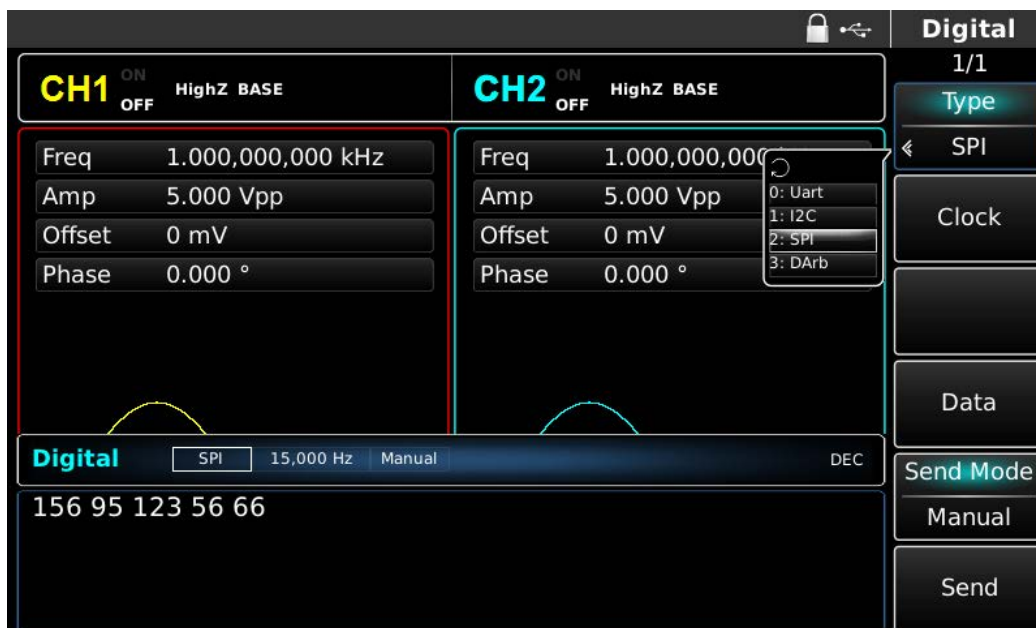 Digital
1/1
CH1 ON OFF HighZ BASE
CH2 ON OFF HighZ BASE
Type
SPI
Freq 1.000,000,000 kHz
Amp 5.000 Vpp
Offset 0 mV
Phase 0.000 °
Freq 1.000,000,000
Amp 5.000 Vpp
Offset 0 mV
Phase 0.000 °
0: Uart
1: I2C
2: SPI
3: DArb
Clock
Data
Digital SPI 15,000 Hz Manual DEC
156 95 123 56 66
Send Mode
Manual
Send